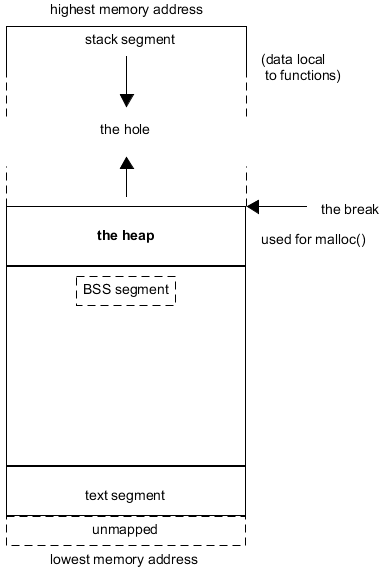 highest memory address
stack segment
(data local
to functions)
the hole
the break
the heap
used for malloc()
BSS segment
text segment
unmapped
lowest memory address